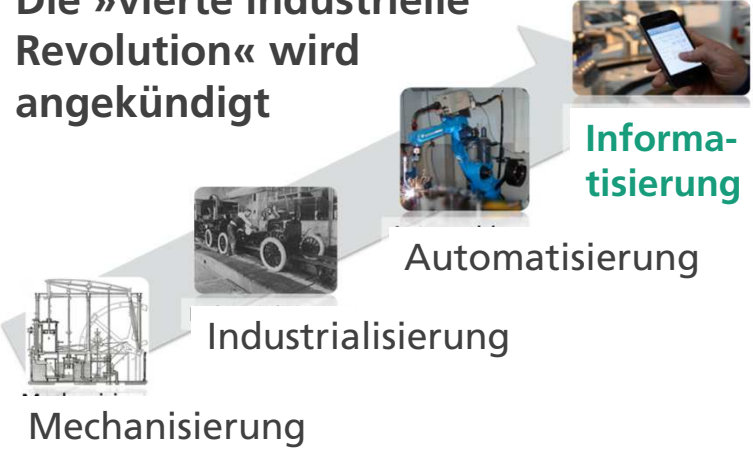 Die »vierte industrielle
Revolution« wird
angekündigt
Informa-
tisierung
Automatisierung
Industrialisierung
Mechanisierung